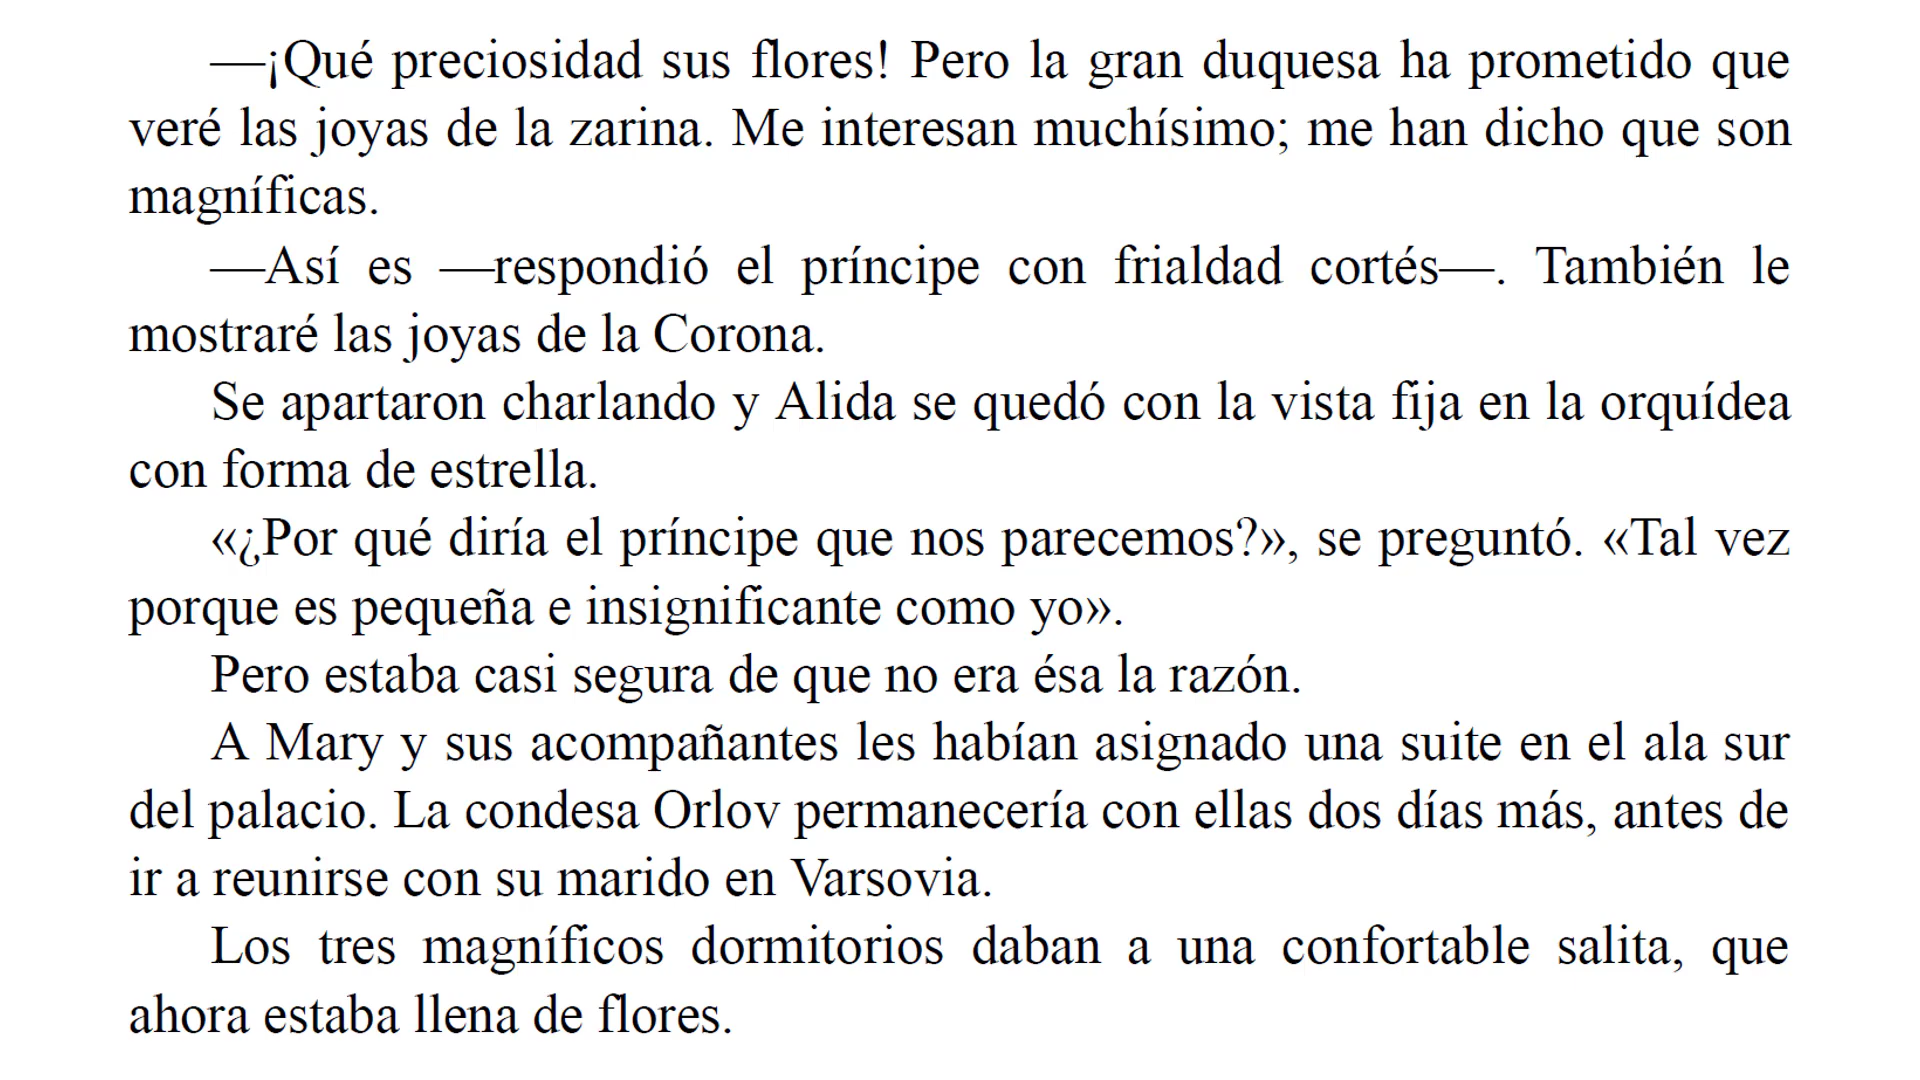 —¡Qué preciosidad sus flores! Pero la gran duquesa ha prometido que
veré las joyas de la zarina. Me interesan muchísimo; me han dicho que son
magníficas.
—Así es —respondió el príncipe con frialdad cortés—. También le
mostraré las joyas de la Corona.
Se apartaron charlando y Alida se quedó con la vista fija en la orquídea
con forma de estrella.
«¿Por qué diría el príncipe que nos parecemos?», se preguntó. «Tal vez
porque es pequeña e insignificante como yo».
Pero estaba casi segura de que no era ésa la razón.
A Mary y sus acompañantes les habían asignado una suite en el ala sur
del palacio. La condesa Orlov permanecería con ellas dos días más, antes de
ir a reunirse con su marido en Varsovia.
Los tres magníficos dormitorios daban a una confortable salita, que
ahora estaba llena de flores.